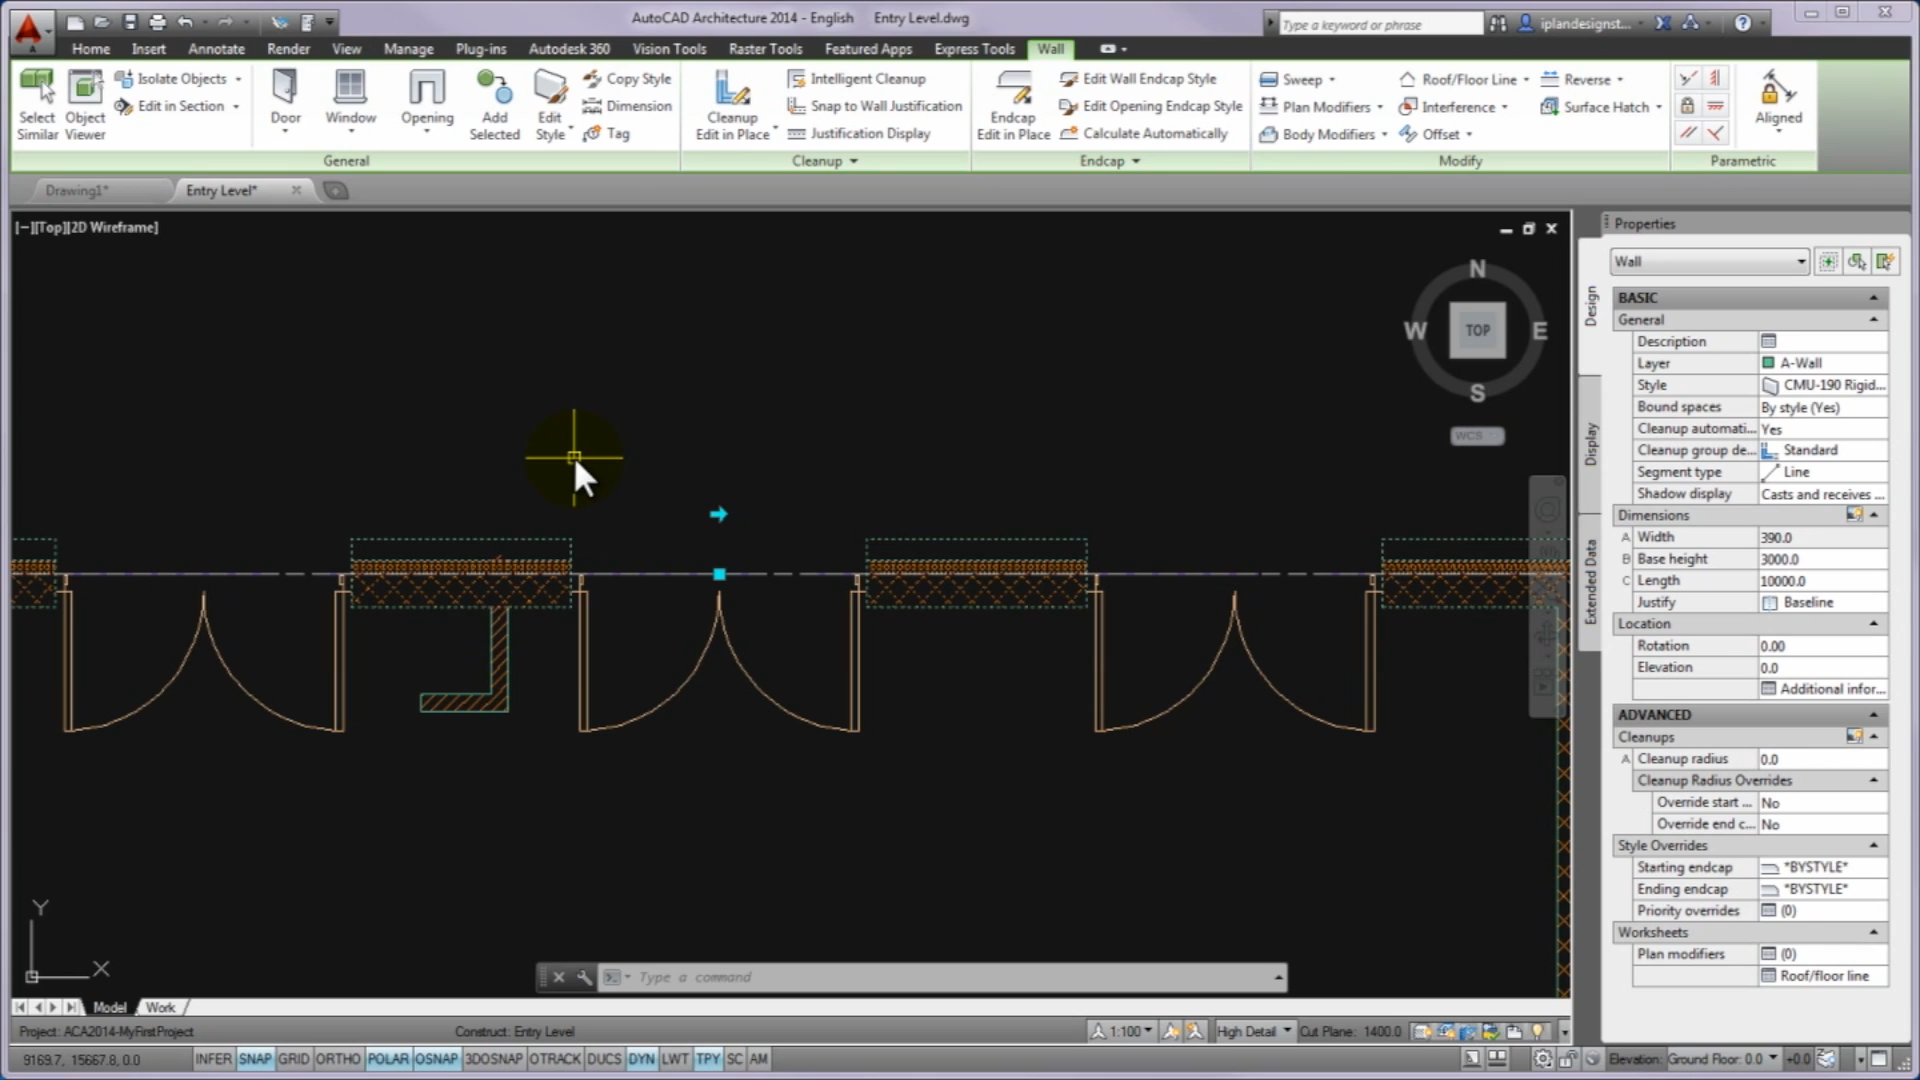 AutoCAD Architecture 2014 - English Entry Level.dwg
Type a keyword or phrase
iplandesignst...
Home Insert Annotate Render View Manage Plug-ins Autodesk 360 Vision Tools Raster Tools Featured Apps Express Tools Wall
Select Similar
Object Viewer
Isolate Objects
Edit in Section
Door
Window
Opening
Add Selected
Edit Style
Copy Style
Dimension
Tag
General
Cleanup Edit in Place
Intelligent Cleanup
Snap to Wall Justification
Justification Display
Cleanup
Endcap Edit in Place
Edit Wall Endcap Style
Edit Opening Endcap Style
Calculate Automatically
Endcap
Sweep
Plan Modifiers
Body Modifiers
Roof/Floor Line
Interference
Offset
Reverse
Surface Hatch
Modify
Aligned
Parametric
Drawing1*
Entry Level*
[−][Top][2D Wireframe]
N
W
TOP
E
S
WCS
Properties
Wall
Design
Display
Extended Data
BASIC
General
Description
Layer A-Wall
Style CMU-190 Rigid...
Bound spaces By style (Yes)
Cleanup automati... Yes
Cleanup group de... Standard
Segment type Line
Shadow display Casts and receives ...
Dimensions
A Width 390.0
B Base height 3000.0
C Length 10000.0
Justify Baseline
Location
Rotation 0.00
Elevation 0.0
Additional infor...
ADVANCED
Cleanups
A Cleanup radius 0.0
Cleanup Radius Overrides
Override start ... No
Override end c... No
Style Overrides
Starting endcap *BYSTYLE*
Ending endcap *BYSTYLE*
Priority overrides (0)
Worksheets
Plan modifiers (0)
Roof/floor line
Y
X
Type a command
Model Work
Project: ACA2014-MyFirstProject Construct: Entry Level 1:100 High Detail Cut Plane: 1400.0
9169.7, 15667.8, 0.0 INFER SNAP GRID ORTHO POLAR OSNAP 3DOSNAP OTRACK DUCS DYN LWT TPY SC AM Elevation: Ground Floor: 0.0 +0.0